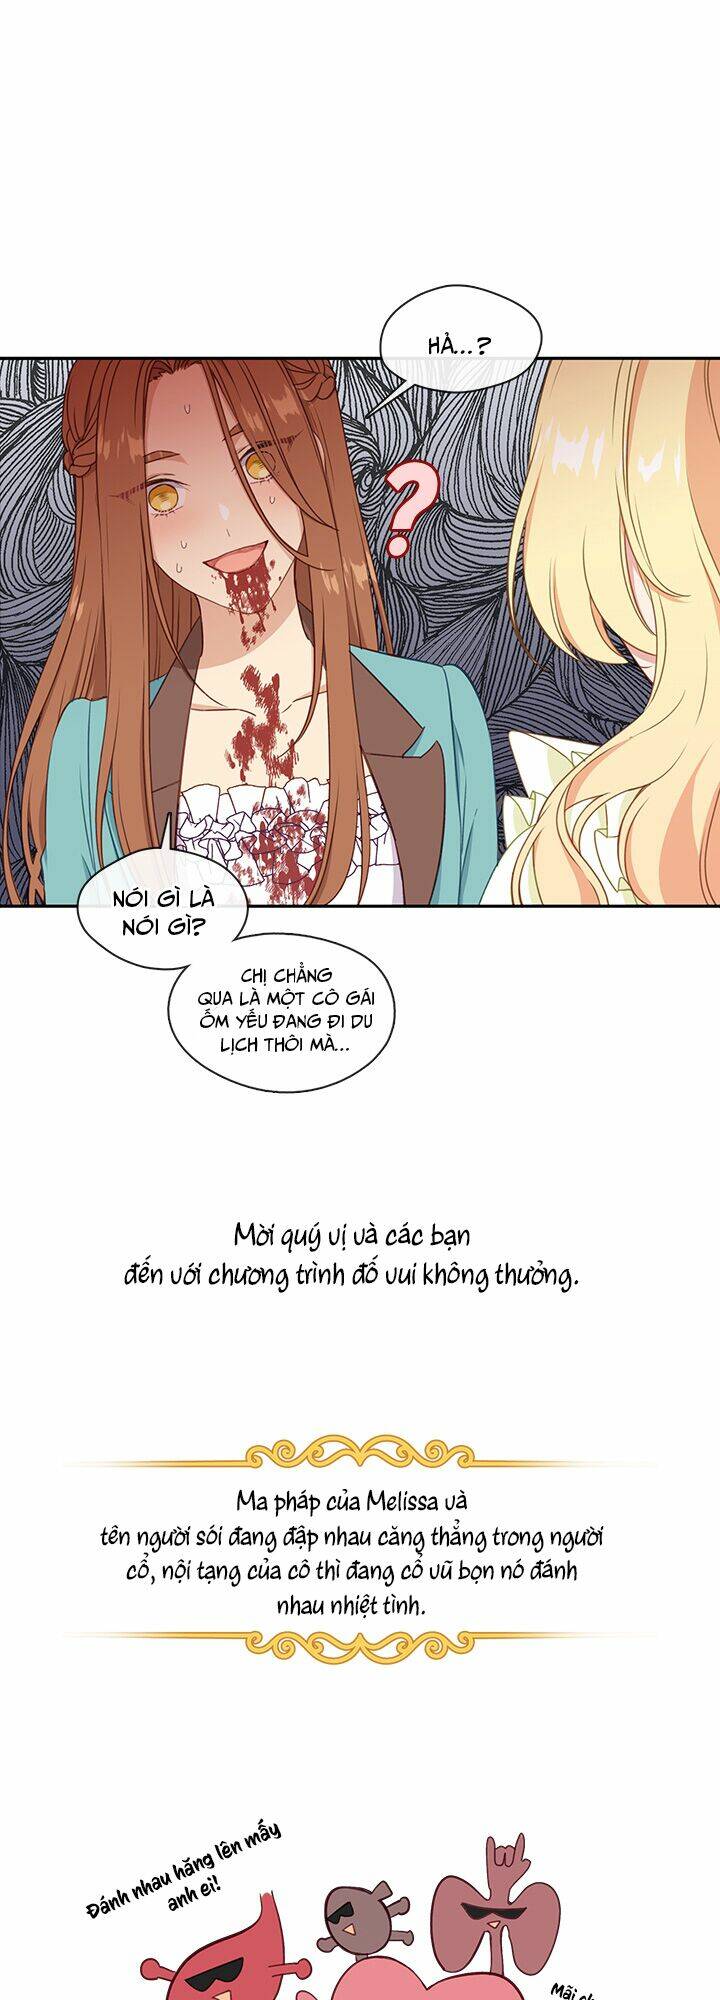 HẢ...?
NÓI GÌ LÀ
NÓI GÌ?
CHỊ CHẲNG
QUA LÀ MỘT CÔ GÁI
ỐM YẾU ĐANG ĐI DU
LỊCH THÔI MÀ...
Mời quý vị và các bạn
đến với chương trình đố vui không thưởng.
Ma pháp của Melissa và
tên người sói đang đập nhau căng thẳng trong người
cổ, nội tạng của cô thì đang cổ vũ bọn nó đánh
nhau nhiệt tình.
Đánh nhau hăng lên mấy
anh ei!
Mãi